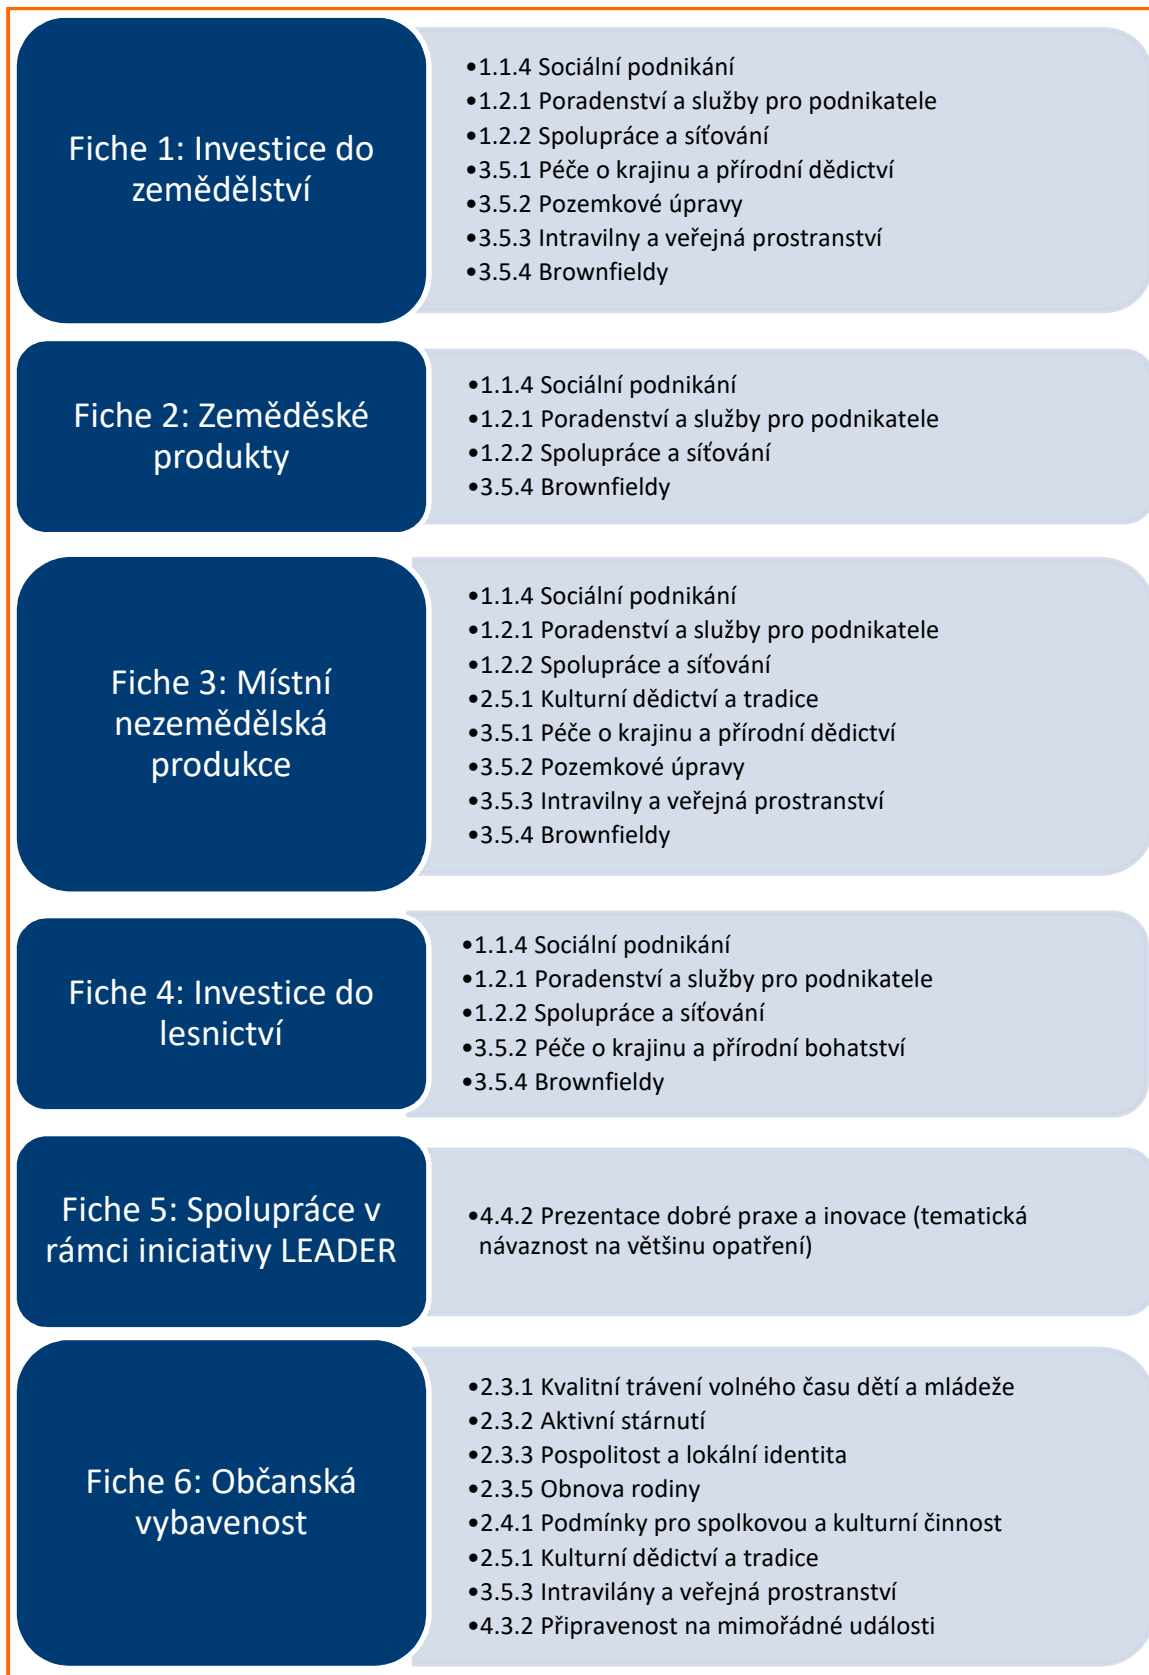 Fiche 1: Investice do
zemědělství
•1.1.4 Sociální podnikání
•1.2.1 Poradenství a služby pro podnikatele
•1.2.2 Spolupráce a síťování
•3.5.1 Péče o krajinu a přírodní dědictví
•3.5.2 Pozemkové úpravy
•3.5.3 Intravilny a veřejná prostranství
•3.5.4 Brownfieldy
Fiche 2: Zeměděské
produkty
•1.1.4 Sociální podnikání
•1.2.1 Poradenství a služby pro podnikatele
•1.2.2 Spolupráce a síťování
•3.5.4 Brownfieldy
Fiche 3: Místní
nezemědělská
produkce
•1.1.4 Sociální podnikání
•1.2.1 Poradenství a služby pro podnikatele
•1.2.2 Spolupráce a síťování
•2.5.1 Kulturní dědictví a tradice
•3.5.1 Péče o krajinu a přírodní dědictví
•3.5.2 Pozemkové úpravy
•3.5.3 Intravilny a veřejná prostranství
•3.5.4 Brownfieldy
Fiche 4: Investice do
lesnictví
•1.1.4 Sociální podnikání
•1.2.1 Poradenství a služby pro podnikatele
•1.2.2 Spolupráce a síťování
•3.5.2 Péče o krajinu a přírodní bohatství
•3.5.4 Brownfieldy
Fiche 5: Spolupráce v
rámci iniciativy LEADER
•4.4.2 Prezentace dobré praxe a inovace (tematická
návaznost na většinu opatření)
Fiche 6: Občanská
vybavenost
•2.3.1 Kvalitní trávení volného času dětí a mládeže
•2.3.2 Aktivní stárnutí
•2.3.3 Pospolitost a lokální identita
•2.3.5 Obnova rodiny
•2.4.1 Podmínky pro spolkovou a kulturní činnost
•2.5.1 Kulturní dědictví a tradice
•3.5.3 Intravilány a veřejná prostranství
•4.3.2 Připravenost na mimořádné události